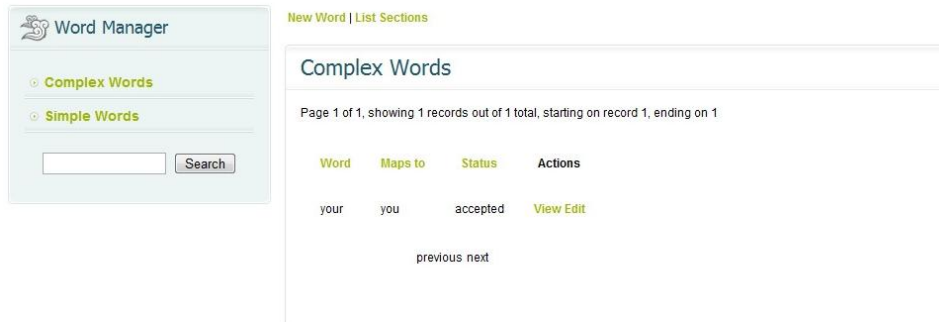 Word Manager
Complex Words
Simple Words
Search
New Word | List Sections
Complex Words
Page 1 of 1, showing 1 records out of 1 total, starting on record 1, ending on 1
Word Maps to Status Actions
your you accepted View Edit
previous next